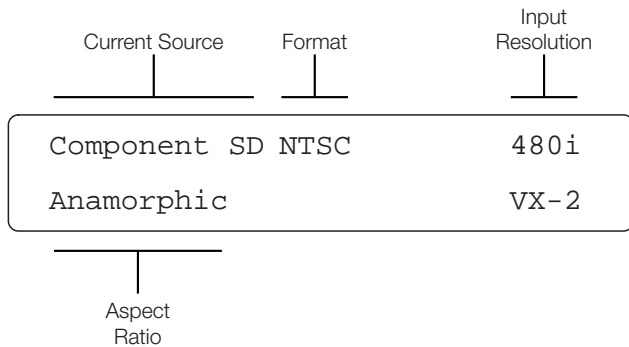 Current Source Format Input
Resolution
Component SD NTSC 480i
Anamorphic VX-2
Aspect
Ratio